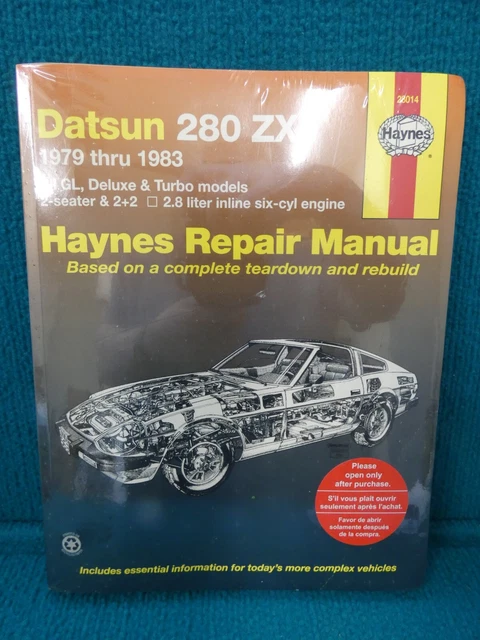 28014
Haynes
®
Datsun 280 ZX
1979 thru 1983
GL, Deluxe & Turbo models
2-seater & 2+2 □ 2.8 liter inline six-cyl engine
Haynes Repair Manual
Based on a complete teardown and rebuild
Please
open only
after purchase.
S'il vous plaît ouvrir
seulement après l'achat.
Favor de abrir
solamente después
de la compra.
Includes essential information for today's more complex vehicles